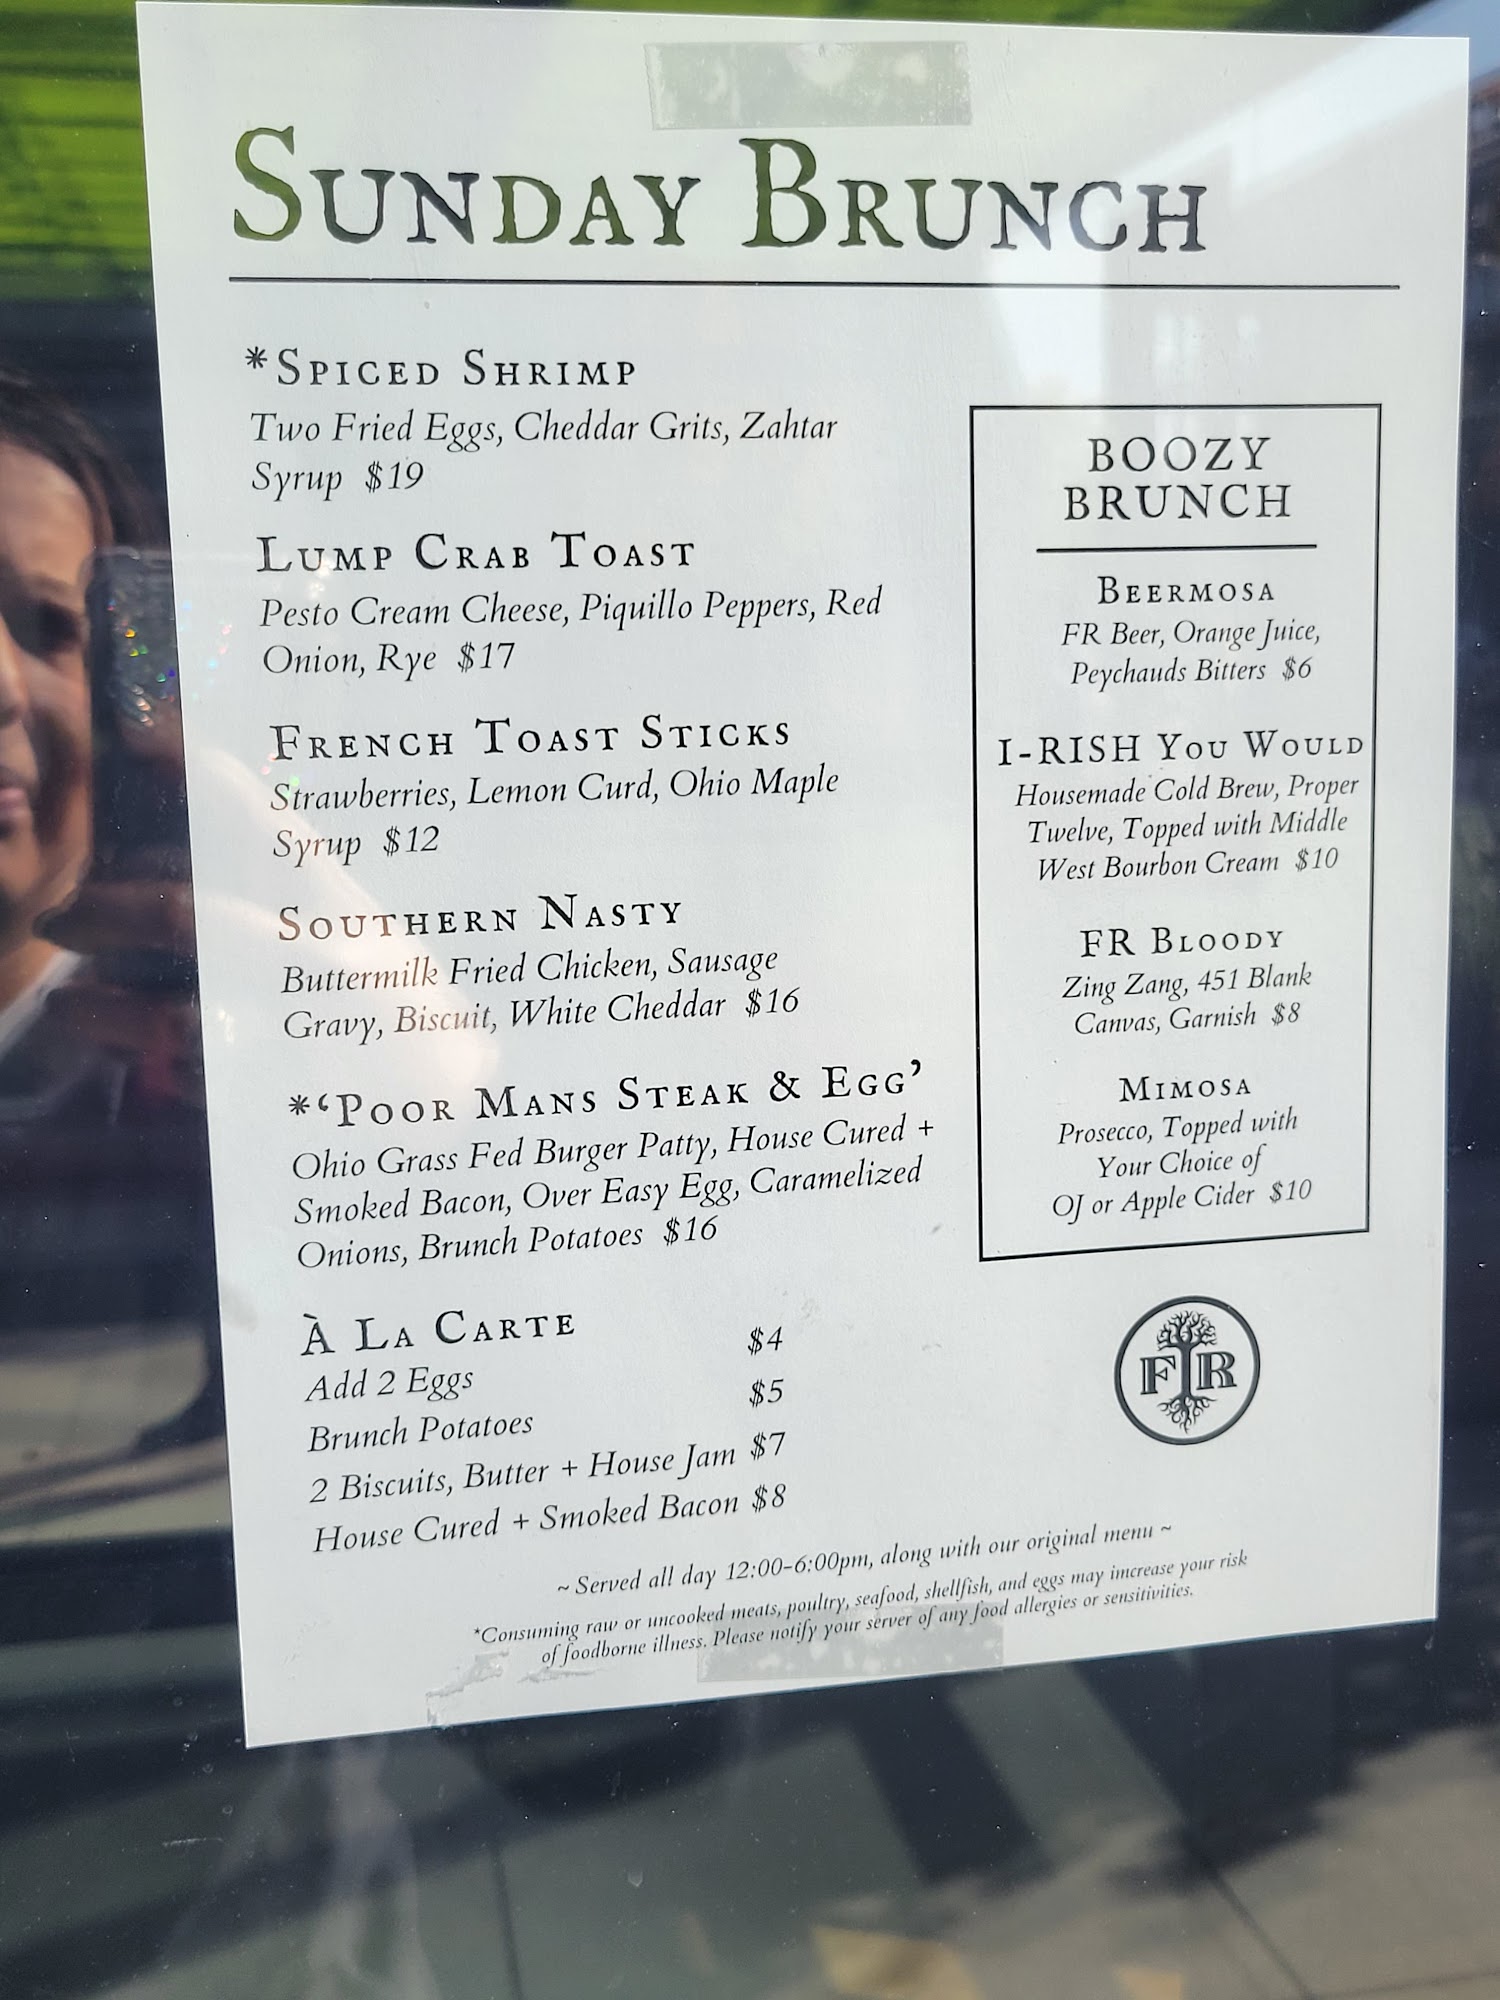 SUNDAY BRUNCH
*SPICED SHRIMP
Two Fried Eggs, Cheddar Grits, Zahtar
Syrup $19
LUMP CRAB TOAST
Pesto Cream Cheese, Piquillo Peppers, Red
Onion, Rye $17
FRENCH TOAST STICKS
Strawberries, Lemon Curd, Ohio Maple
Syrup $12
SOUTHERN NASTY
Buttermilk Fried Chicken, Sausage
Gravy, Biscuit, White Cheddar $16
*‘POOR MANS STEAK & EGG’
Ohio Grass Fed Burger Patty, House Cured +
Smoked Bacon, Over Easy Egg, Caramelized
Onions, Brunch Potatoes $16
À LA CARTE
Add 2 Eggs $4
Brunch Potatoes $5
2 Biscuits, Butter + House Jam $7
House Cured + Smoked Bacon $8
BOOZY
BRUNCH
BEERMOSA
FR Beer, Orange Juice,
Peychauds Bitters $6
I-RISH YOU WOULD
Housemade Cold Brew, Proper
Twelve, Topped with Middle
West Bourbon Cream $10
FR BLOODY
Zing Zang, 451 Blank
Canvas, Garnish $8
MIMOSA
Prosecco, Topped with
Your Choice of
OJ or Apple Cider $10
FR
~ Served all day 12:00-6:00pm, along with our original menu ~
*Consuming raw or uncooked meats, poultry, seafood, shellfish, and eggs may imcrease your risk
of foodborne illness. Please notify your server of any food allergies or sensitivities.